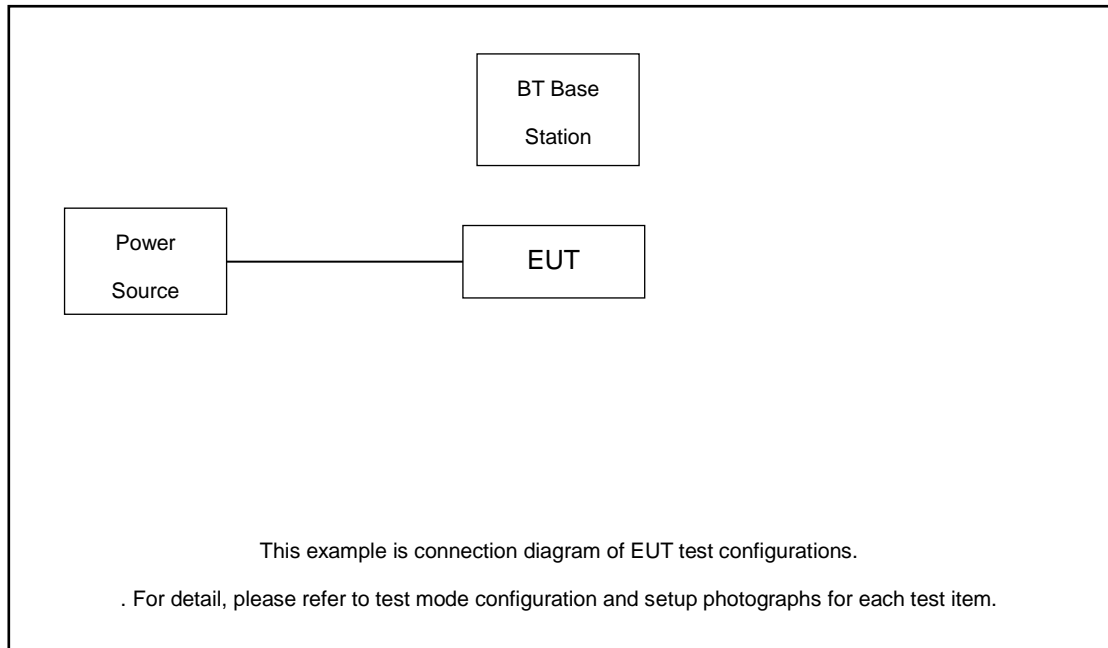 BT Base
Station
Power
Source
EUT
This example is connection diagram of EUT test configurations.
. For detail, please refer to test mode configuration and setup photographs for each test item.